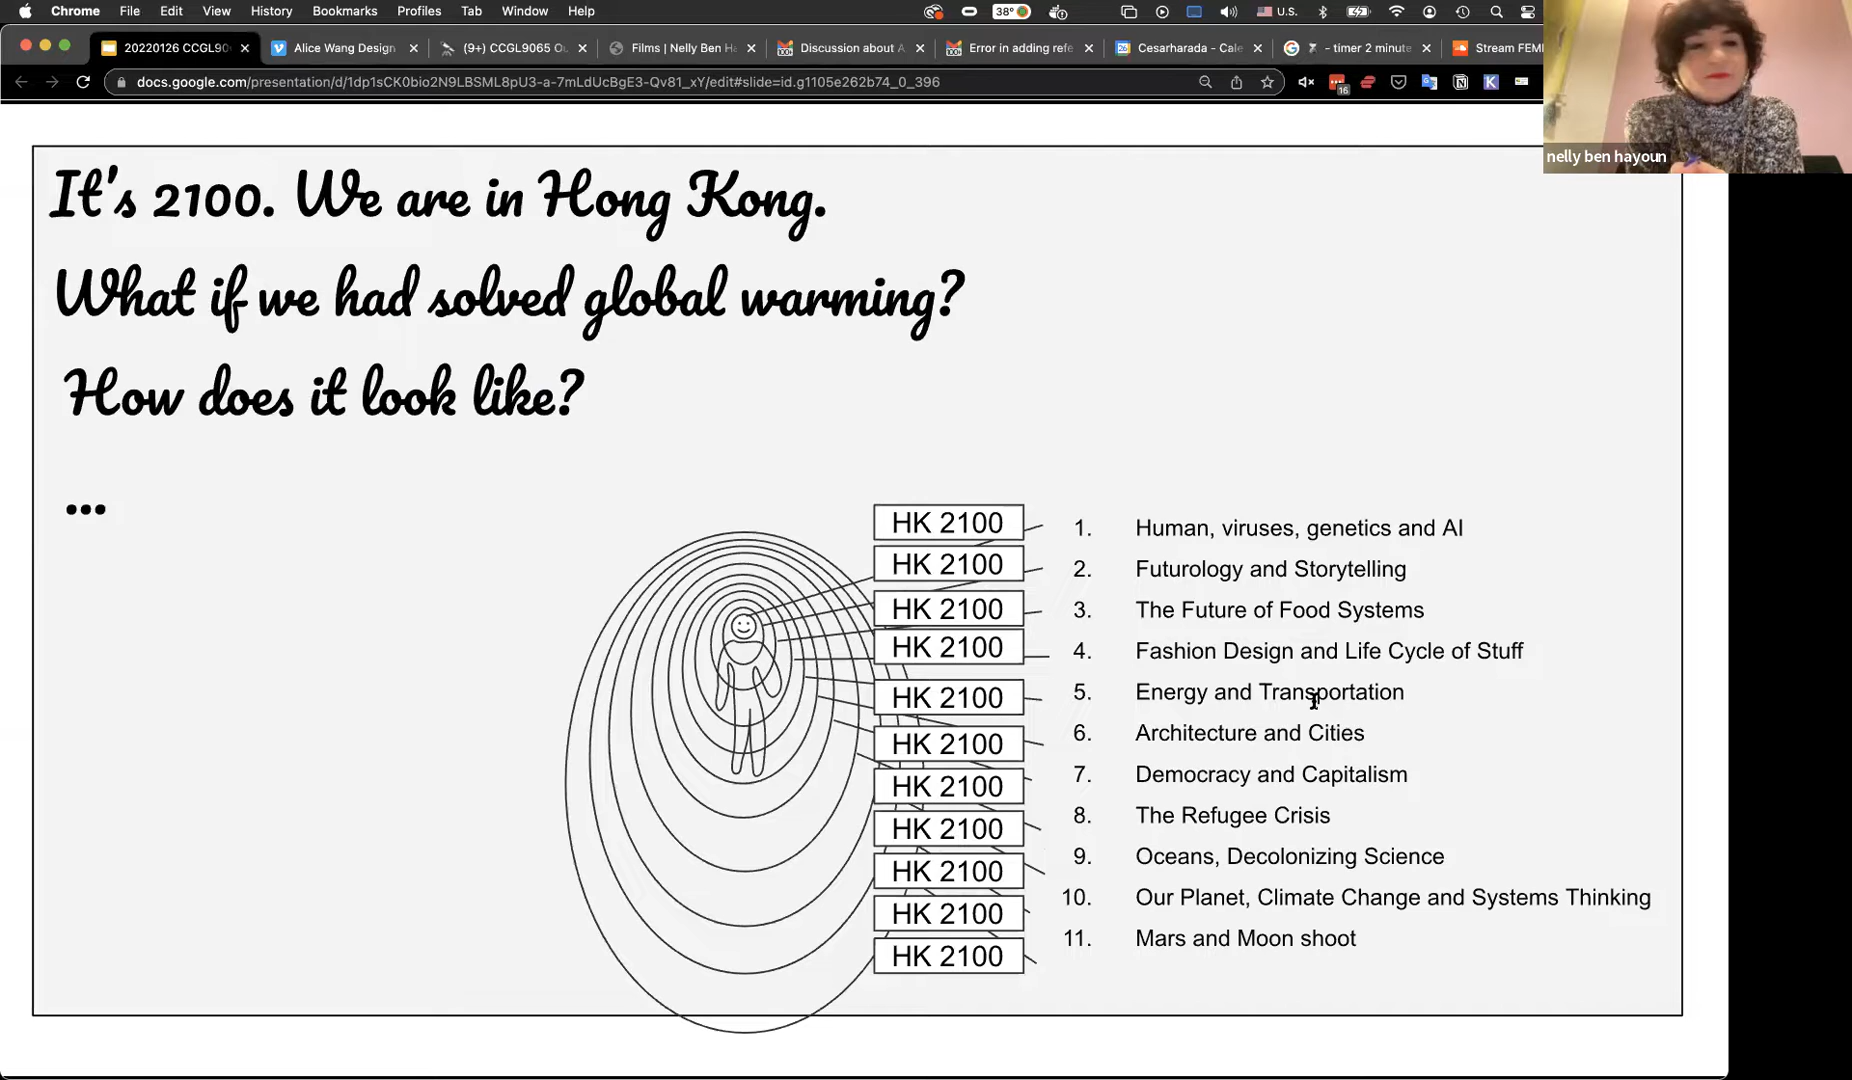 Chrome File Edit View History Bookmarks Profiles Tab Window Help 38° U.S.
20220126 CCGL90 Alice Wang Design (9+) CCGL9065 Ou Films | Nelly Ben Ha Discussion about A Error in adding refe Cesarharada - Cale - timer 2 minute Stream FEM
docs.google.com/presentation/d/1dp1sCK0bio2N9LBSML8pU3-a-7mLdUcBgE3-Qv81_xY/edit#slide=id.g1105e262b74_0_396
16
nelly ben hayoun
It's 2100. We are in Hong Kong.
What if we had solved global warming?
How does it look like?
...
HK 2100 1. Human, viruses, genetics and AI
HK 2100 2. Futurology and Storytelling
HK 2100 3. The Future of Food Systems
HK 2100 4. Fashion Design and Life Cycle of Stuff
HK 2100 5. Energy and Transportation
HK 2100 6. Architecture and Cities
HK 2100 7. Democracy and Capitalism
HK 2100 8. The Refugee Crisis
HK 2100 9. Oceans, Decolonizing Science
HK 2100 10. Our Planet, Climate Change and Systems Thinking
HK 2100 11. Mars and Moon shoot